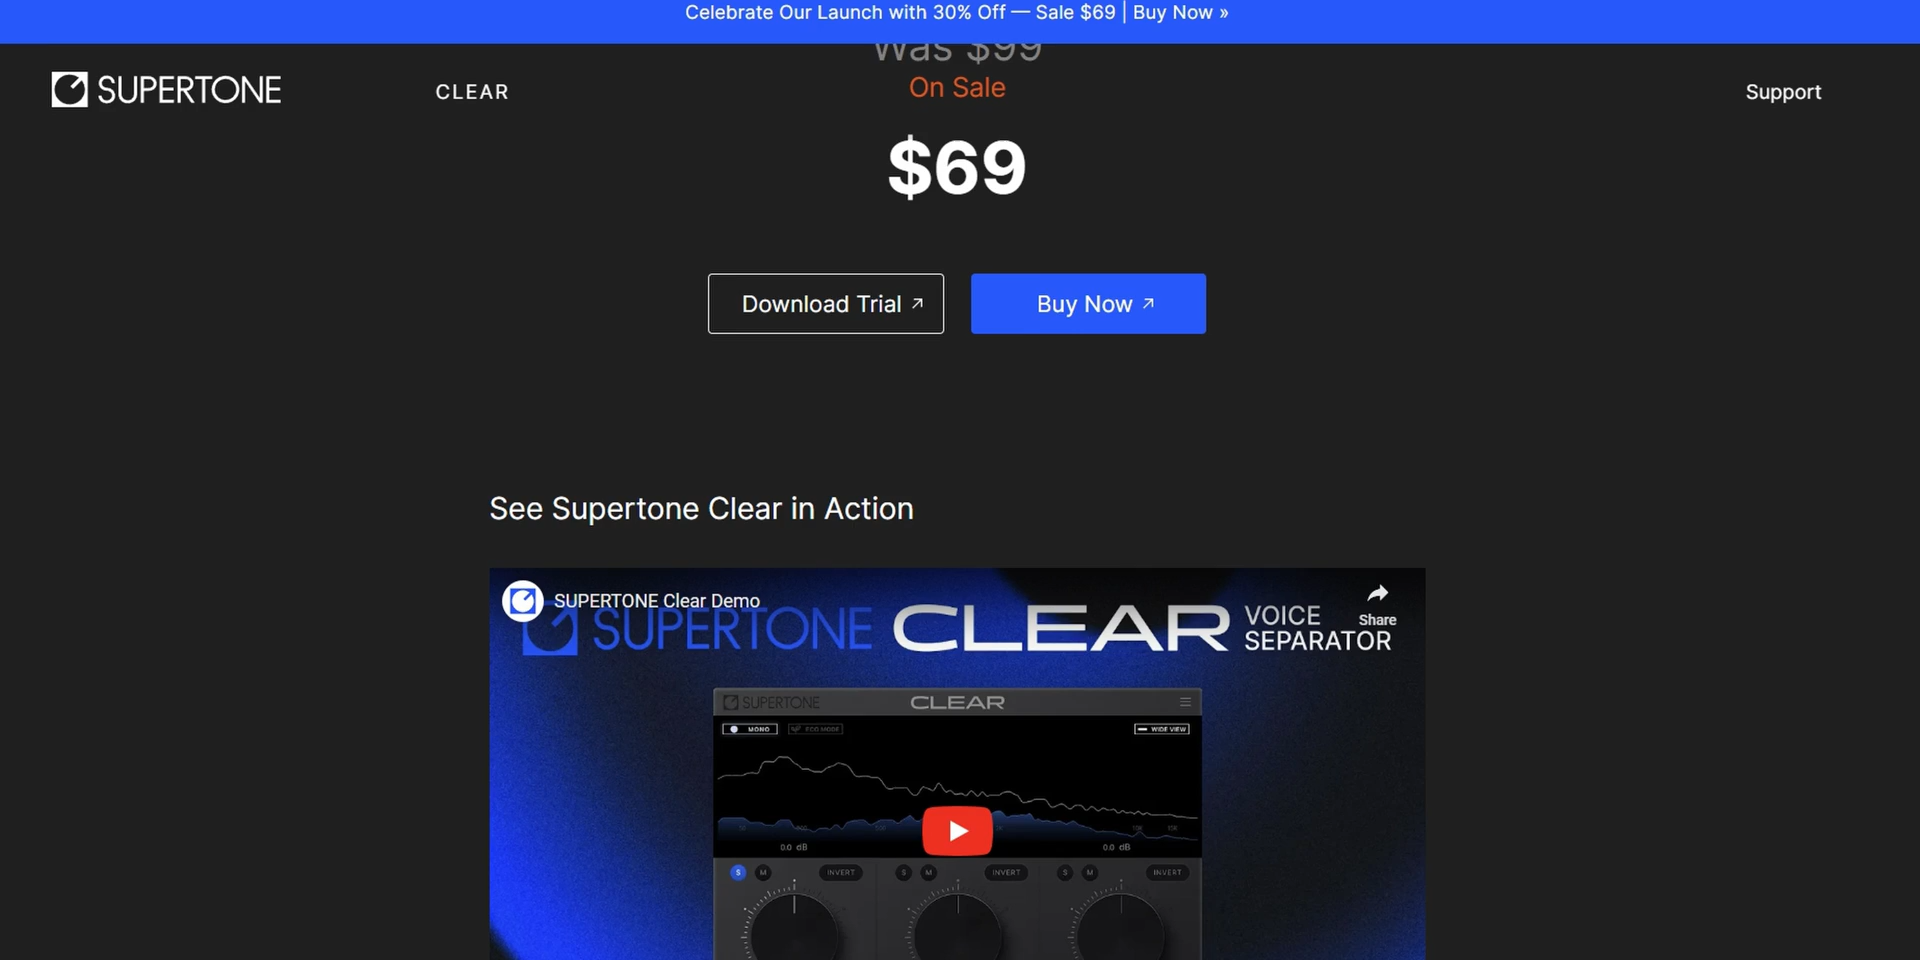 Celebrate Our Launch with 30% Off — Sale $69 | Buy Now »
Was $99
SUPERTONE
CLEAR
On Sale
Support
$69
Download Trial ↗
Buy Now ↗
See Supertone Clear in Action
SUPERTONE Clear Demo
Share
SUPERTONE CLEAR VOICE
SEPARATOR
SUPERTONE
CLEAR
MONO
ECO MODE
WIDE VIEW
0.0 dB
0.0 dB
S M INVERT
S M INVERT
S M INVERT